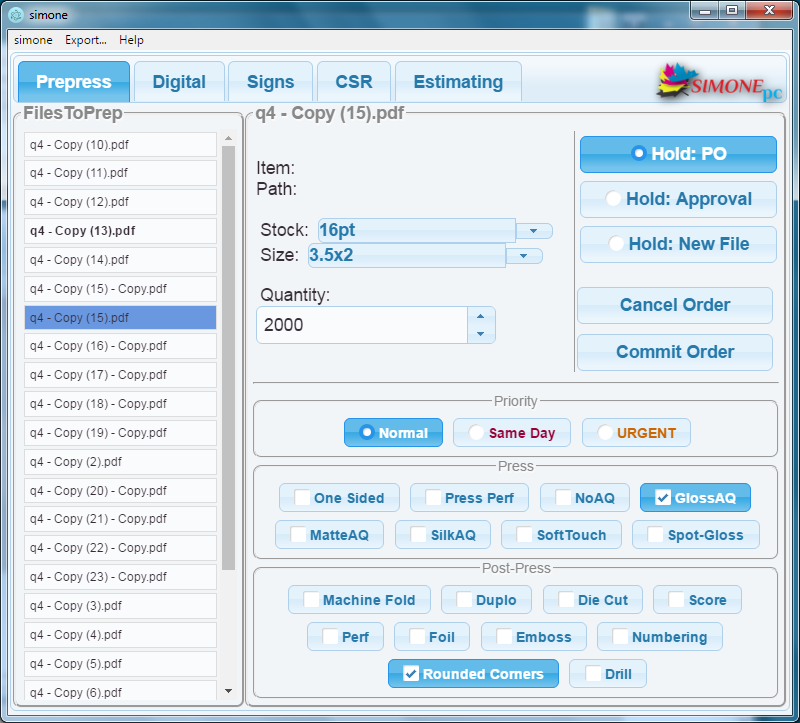 simone
simone Export... Help
Prepress Digital Signs CSR Estimating
SIMONE pc
FilesToPrep
q4 - Copy (10).pdf
q4 - Copy (11).pdf
q4 - Copy (12).pdf
q4 - Copy (13).pdf
q4 - Copy (14).pdf
q4 - Copy (15) - Copy.pdf
q4 - Copy (15).pdf
q4 - Copy (16) - Copy.pdf
q4 - Copy (17) - Copy.pdf
q4 - Copy (18) - Copy.pdf
q4 - Copy (19) - Copy.pdf
q4 - Copy (2).pdf
q4 - Copy (20) - Copy.pdf
q4 - Copy (21) - Copy.pdf
q4 - Copy (22) - Copy.pdf
q4 - Copy (23) - Copy.pdf
q4 - Copy (3).pdf
q4 - Copy (4).pdf
q4 - Copy (5).pdf
q4 - Copy (6).pdf
q4 - Copy (15).pdf
Item:
Path:
Stock: 16pt
Size: 3.5x2
Quantity:
2000
Hold: PO
Hold: Approval
Hold: New File
Cancel Order
Commit Order
Priority
Normal Same Day URGENT
Press
One Sided Press Perf NoAQ GlossAQ
MatteAQ SilkAQ SoftTouch Spot-Gloss
Post-Press
Machine Fold Duplo Die Cut Score
Perf Foil Emboss Numbering
Rounded Corners Drill